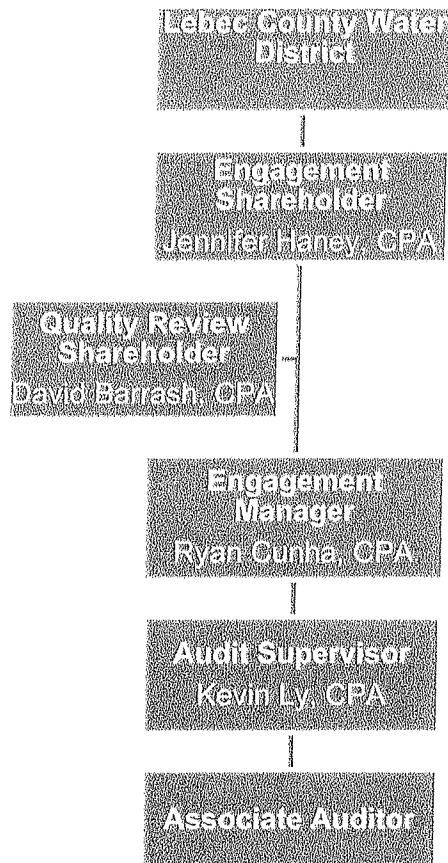 Lebec County Water
District
Engagement
Shareholder
Jennifer Haney, CPA
Quality Review
Shareholder
David Barrash, CPA
Engagement
Manager
Ryan Cunha, CPA
Audit Supervisor
Kevin Ly, CPA
Associate Auditor